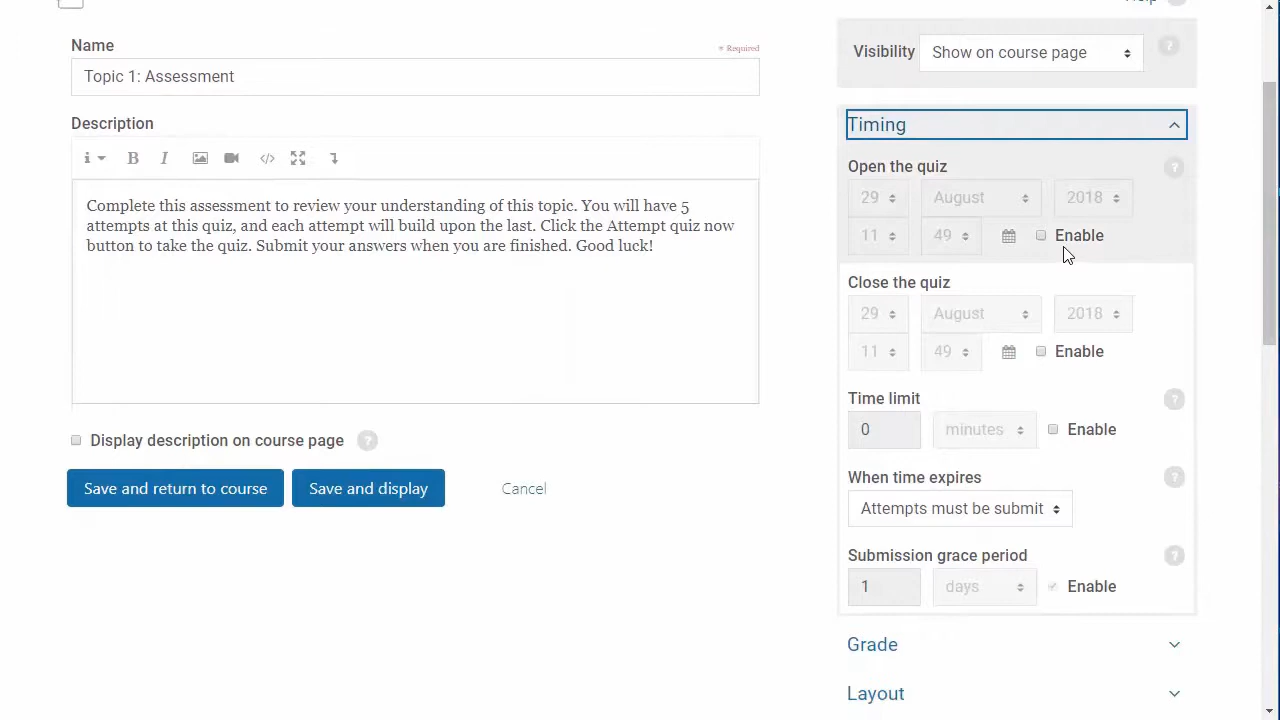 Help
Name
* Required
Topic 1: Assessment
Description
Complete this assessment to review your understanding of this topic. You will have 5
attempts at this quiz, and each attempt will build upon the last. Click the Attempt quiz now
button to take the quiz. Submit your answers when you are finished. Good luck!
Display description on course page ?
Save and return to course Save and display Cancel
Visibility Show on course page ?
Timing
Open the quiz ?
29 August 2018
11 49 Enable
Close the quiz
29 August 2018
11 49 Enable
Time limit ?
0 minutes Enable
When time expires ?
Attempts must be submit
Submission grace period ?
1 days Enable
Grade
Layout